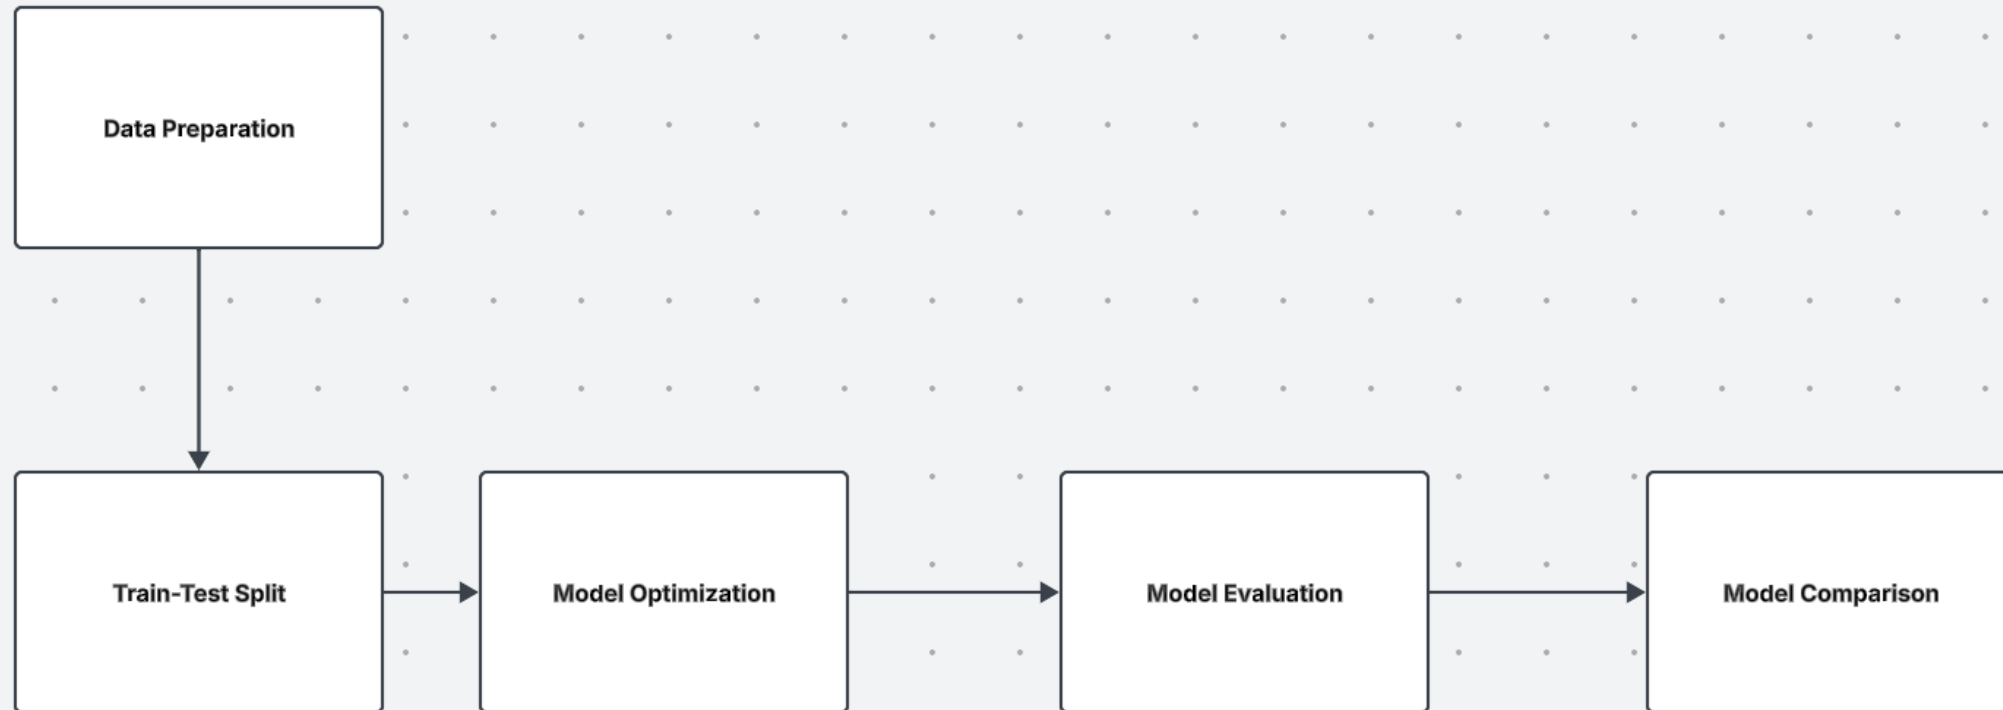 Data Preparation
Train-Test Split
Model Optimization
Model Evaluation
Model Comparison